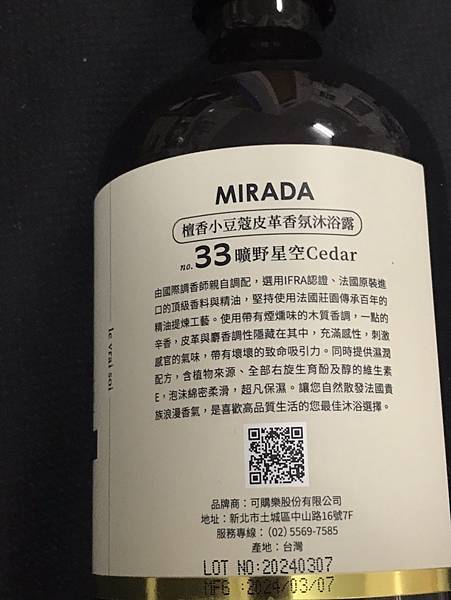 MIRADA
檀香小豆蔻皮革香氛沐浴露
no.33曠野星空Cedar
由國際調香師親自調配，選用IFRA認證、法國原裝進
口的頂級香料與精油，堅持使用法國莊園傳承百年的
精油提煉工藝。使用帶有煙燻味的木質香調，一點的
辛香，皮革與麝香調性隱藏在其中，充滿感性，刺激
感官的氣味，帶有壞壞的致命吸引力。同時提供濕潤
配方，含植物來源、全部右旋生育酚及醇的維生素
E，泡沫綿密柔滑，超凡保濕。讓您自然散發法國貴
族浪漫香氣，是喜歡高品質生活的您最佳沐浴選擇。
品牌商：可購樂股份有限公司
地址：新北市土城區中山路16號7F
服務專線：(02) 5569-7585
產地：台灣
LOT NO:20240307
MFG :2024/03/07
le vrai soi